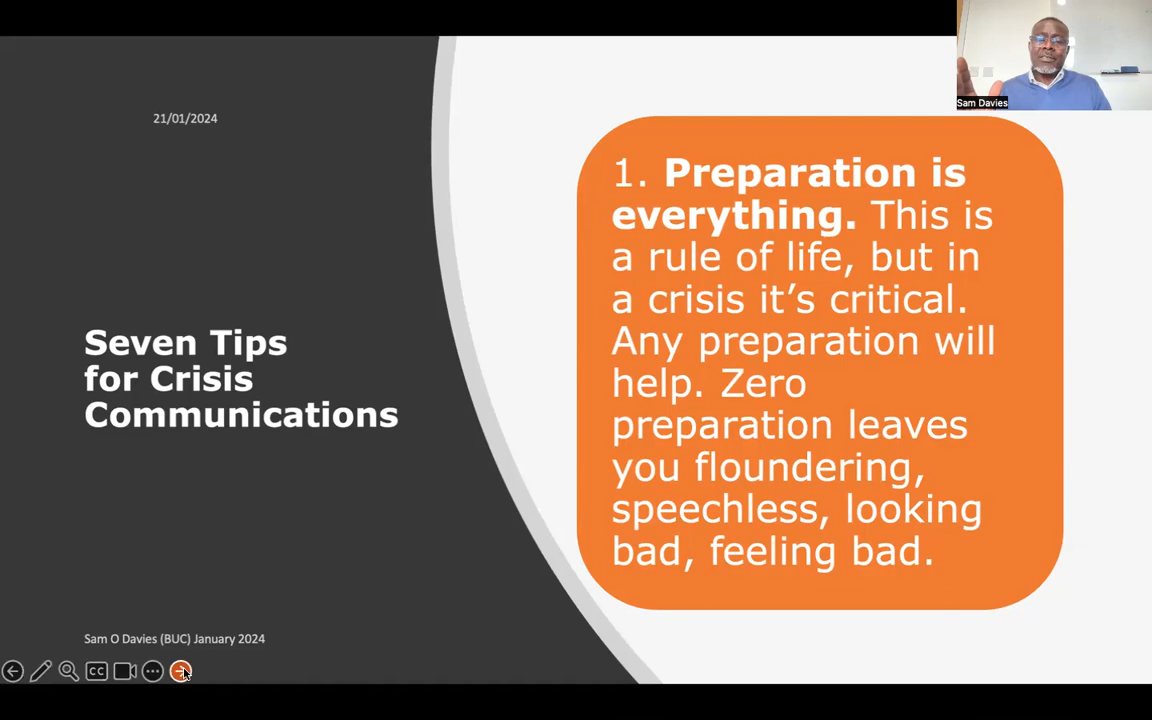 Sam Davies
21/01/2024
Seven Tips
for Crisis
Communications
1. Preparation is
everything. This is
a rule of life, but in
a crisis it’s critical.
Any preparation will
help. Zero
preparation leaves
you floundering,
speechless, looking
bad, feeling bad.
Sam O Davies (BUC) January 2024
CC